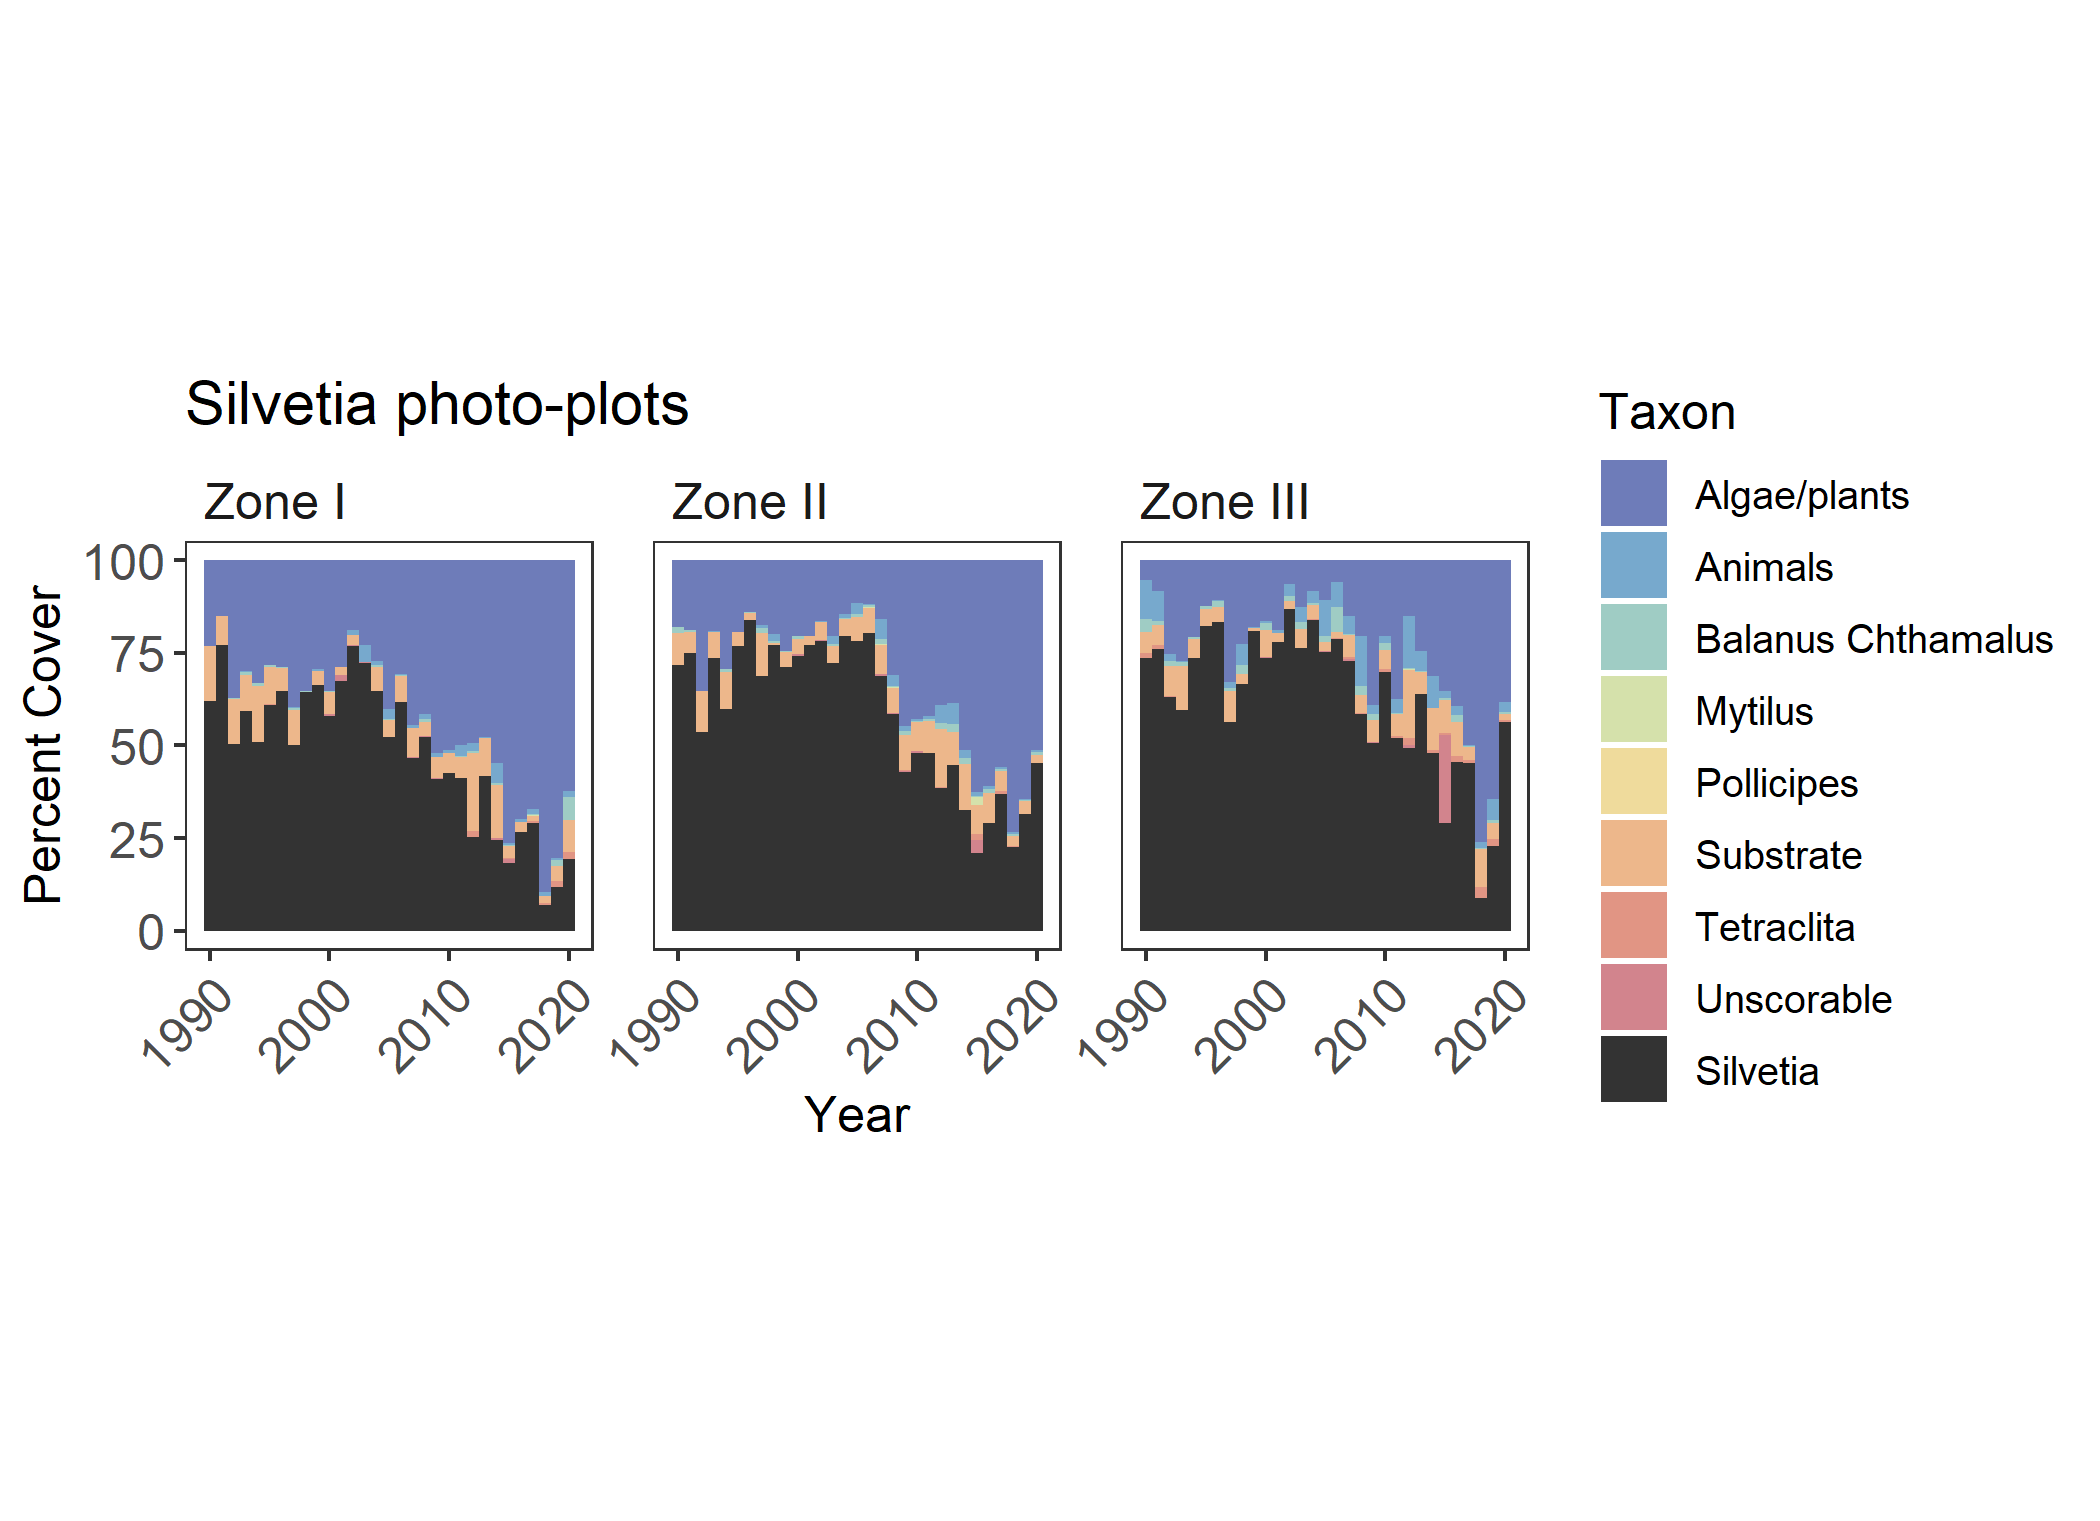 Silvetia photo-plots
Zone I
Zone II
Zone III
Percent Cover
100
75
50
25
0
1990
2000
2010
2020
1990
2000
2010
2020
1990
2000
2010
2020
Year
Taxon
Algae/plants
Animals
Balanus Chthamalus
Mytilus
Pollicipes
Substrate
Tetraclita
Unscorable
Silvetia